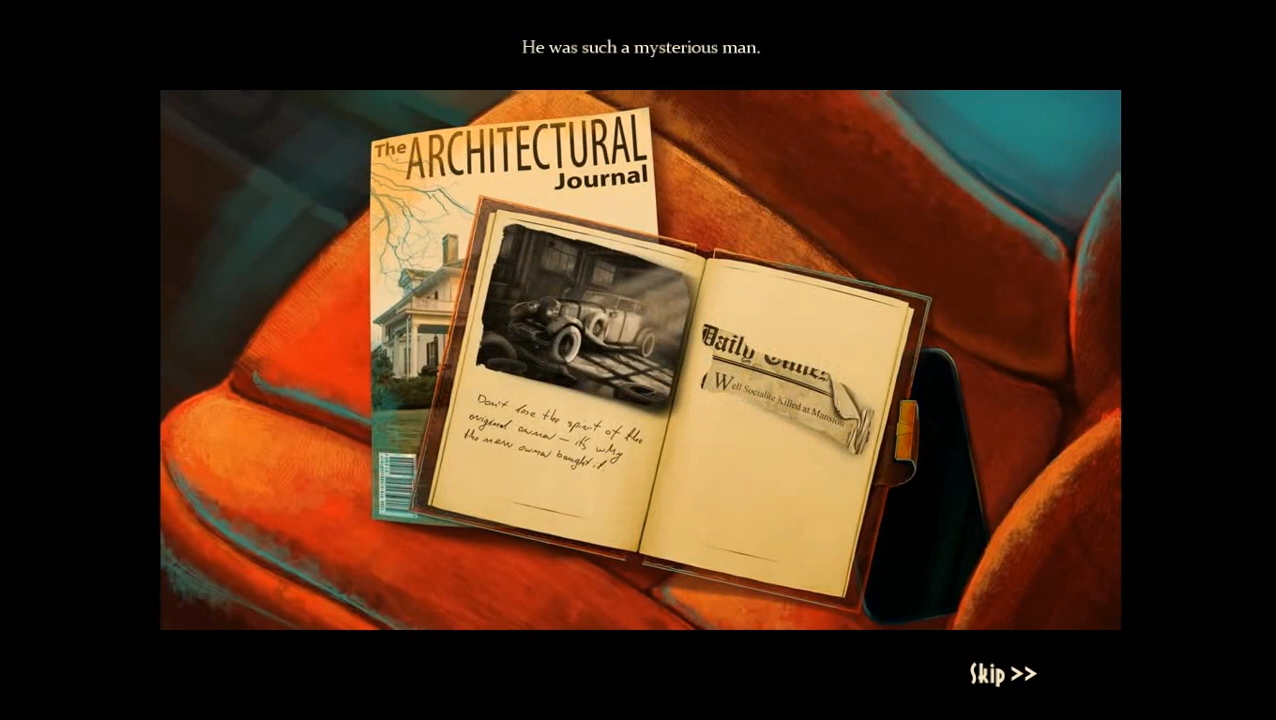 He was such a mysterious man.
The ARCHITECTURAL
Journal
Don't lose the spirit of the
original owner – it's why
the new owner bought it.
Daily Times
Well Socialite Killed at Mansion
Skip >>